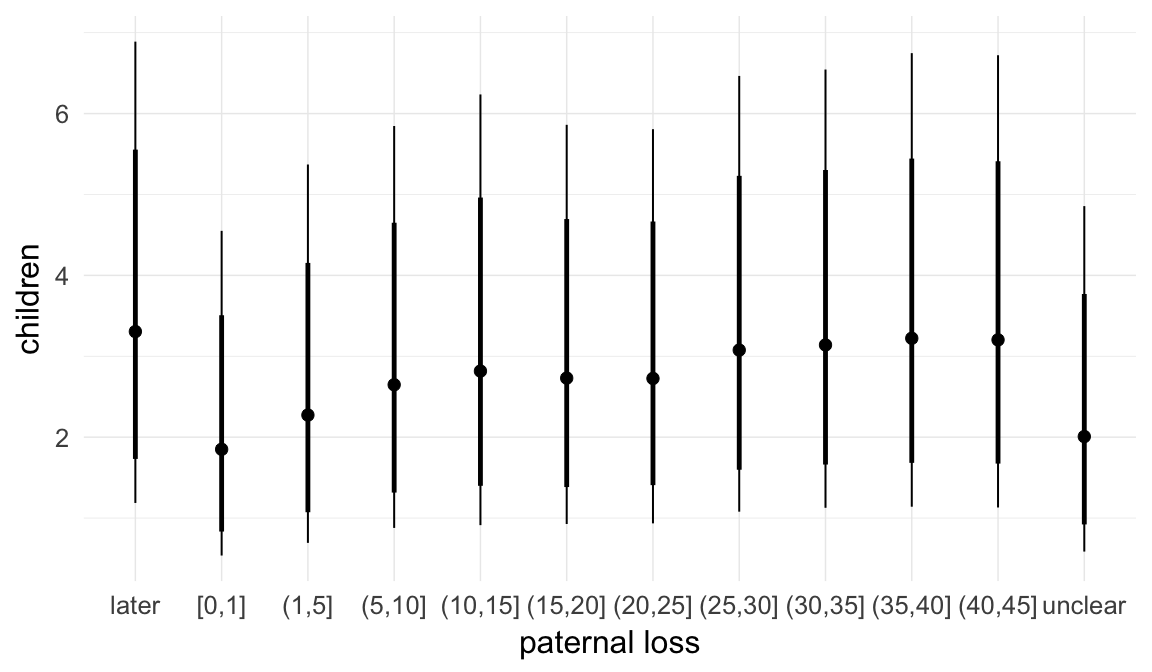 children
6
4
2
later [0,1] (1,5] (5,10] (10,15] (15,20] (20,25] (25,30] (30,35] (35,40] (40,45] unclear
paternal loss